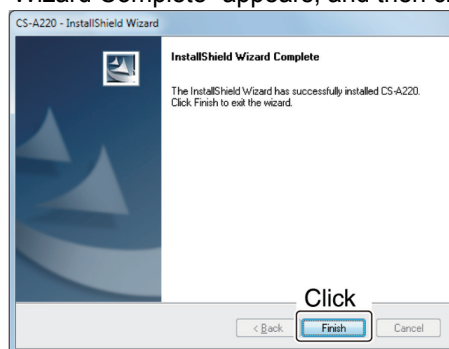 Wizard Complete" appears, and then
CS-A220 - InstallShield Wizard
InstallShield Wizard Complete
The InstallShield Wizard has successfully installed CS-A220.
Click Finish to exit the wizard.
Click
< Back
Finish
Cancel